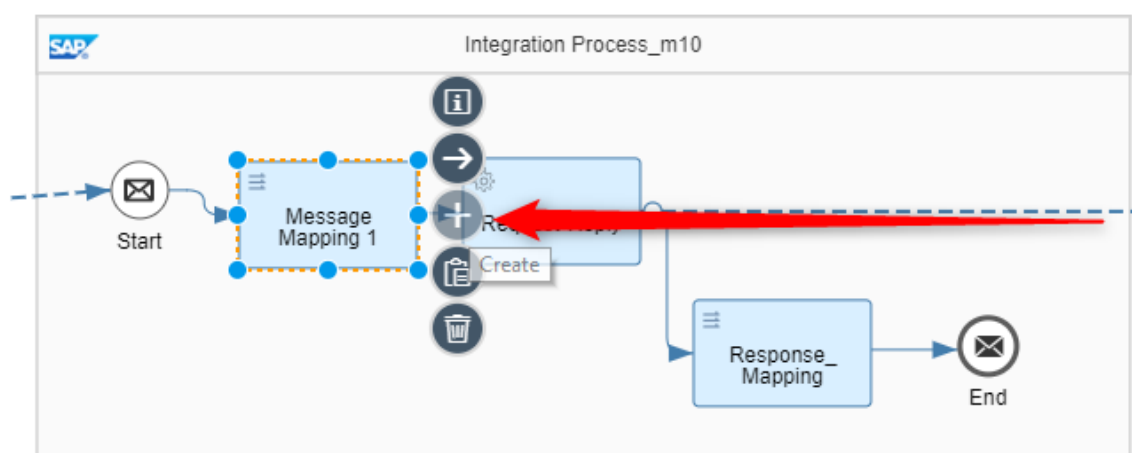 SAP
Integration Process_m10
Start
Message
Mapping 1
Create
Response_
Mapping
End